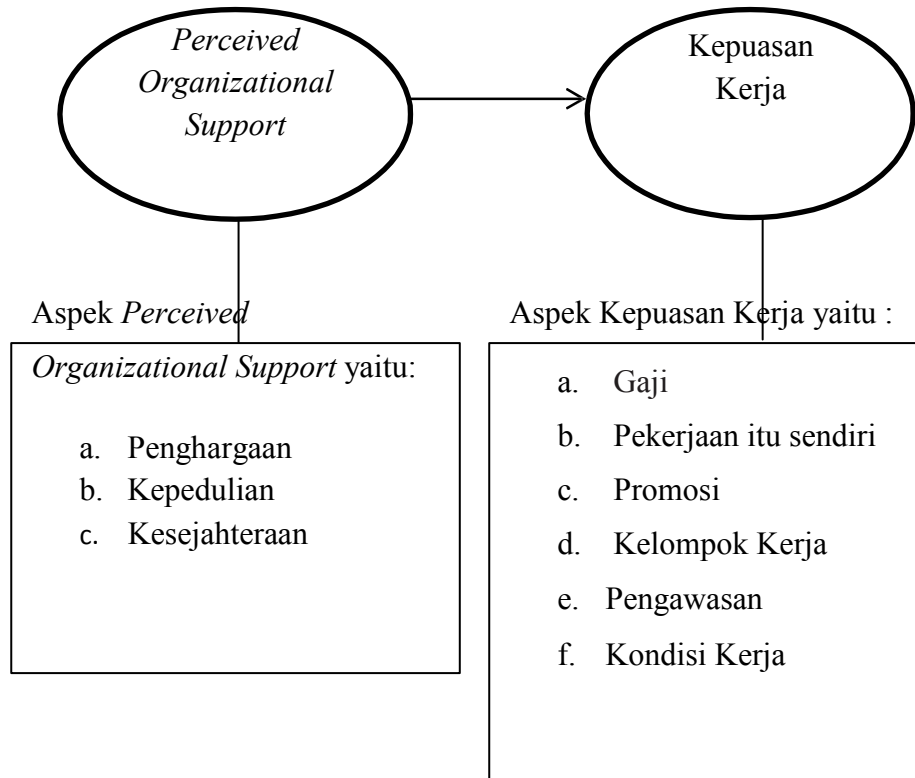 Perceived
Organizational
Support
Kepuasan
Kerja
Aspek Perceived
Organizational Support yaitu:
a. Penghargaan
b. Kepedulian
c. Kesejahteraan
Aspek Kepuasan Kerja yaitu :
a. Gaji
b. Pekerjaan itu sendiri
c. Promosi
d. Kelompok Kerja
e. Pengawasan
f. Kondisi Kerja